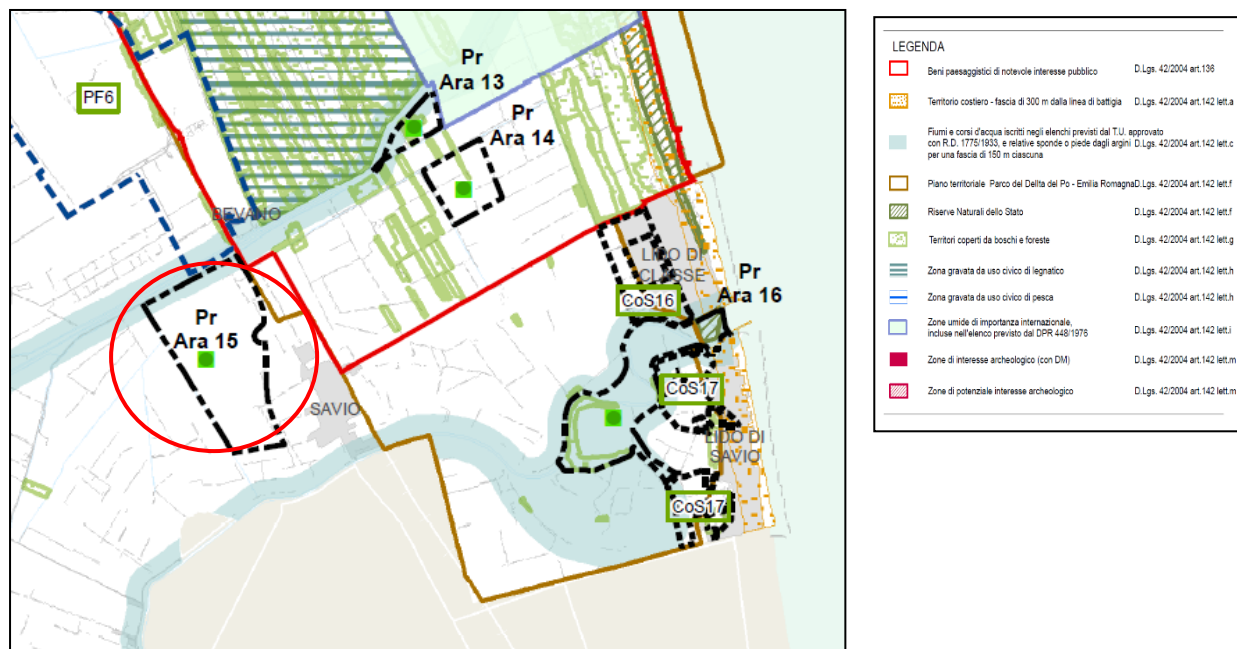 Pr
Ara 13
PF6
Pr
Ara 14
BEVANO
LIDO DI
CLASSE
Pr
Ara 16
CoS16
Pr
Ara 15
CoS17
SAVIO
LIDO DI
SAVIO
CoS17
LEGENDA
Beni paesaggistici di notevole interesse pubblico D.Lgs. 42/2004 art.136
Territorio costiero - fascia di 300 m dalla linea di battigia D.Lgs. 42/2004 art.142 lett.a
Fiumi e corsi d'acqua iscritti negli elenchi previsti dal T.U. approvato
con R.D. 1775/1933, e relative sponde o piede dagli argini D.Lgs. 42/2004 art.142 lett.c
per una fascia di 150 m ciascuna
Piano territoriale Parco del Dellta del Po - Emilia Romagna D.Lgs. 42/2004 art.142 lett.f
Riserve Naturali dello Stato D.Lgs. 42/2004 art.142 lett.f
Territori coperti da boschi e foreste D.Lgs. 42/2004 art.142 lett.g
Zona gravata da uso civico di legnatico D.Lgs. 42/2004 art.142 lett.h
Zona gravata da uso civico di pesca D.Lgs. 42/2004 art.142 lett.h
Zone umide di importanza internazionale,
incluse nell'elenco previsto dal DPR 448/1976 D.Lgs. 42/2004 art.142 lett.i
Zone di interesse archeologico (con DM) D.Lgs. 42/2004 art.142 lett.m
Zone di potenziale interesse archeologico D.Lgs. 42/2004 art.142 lett.m